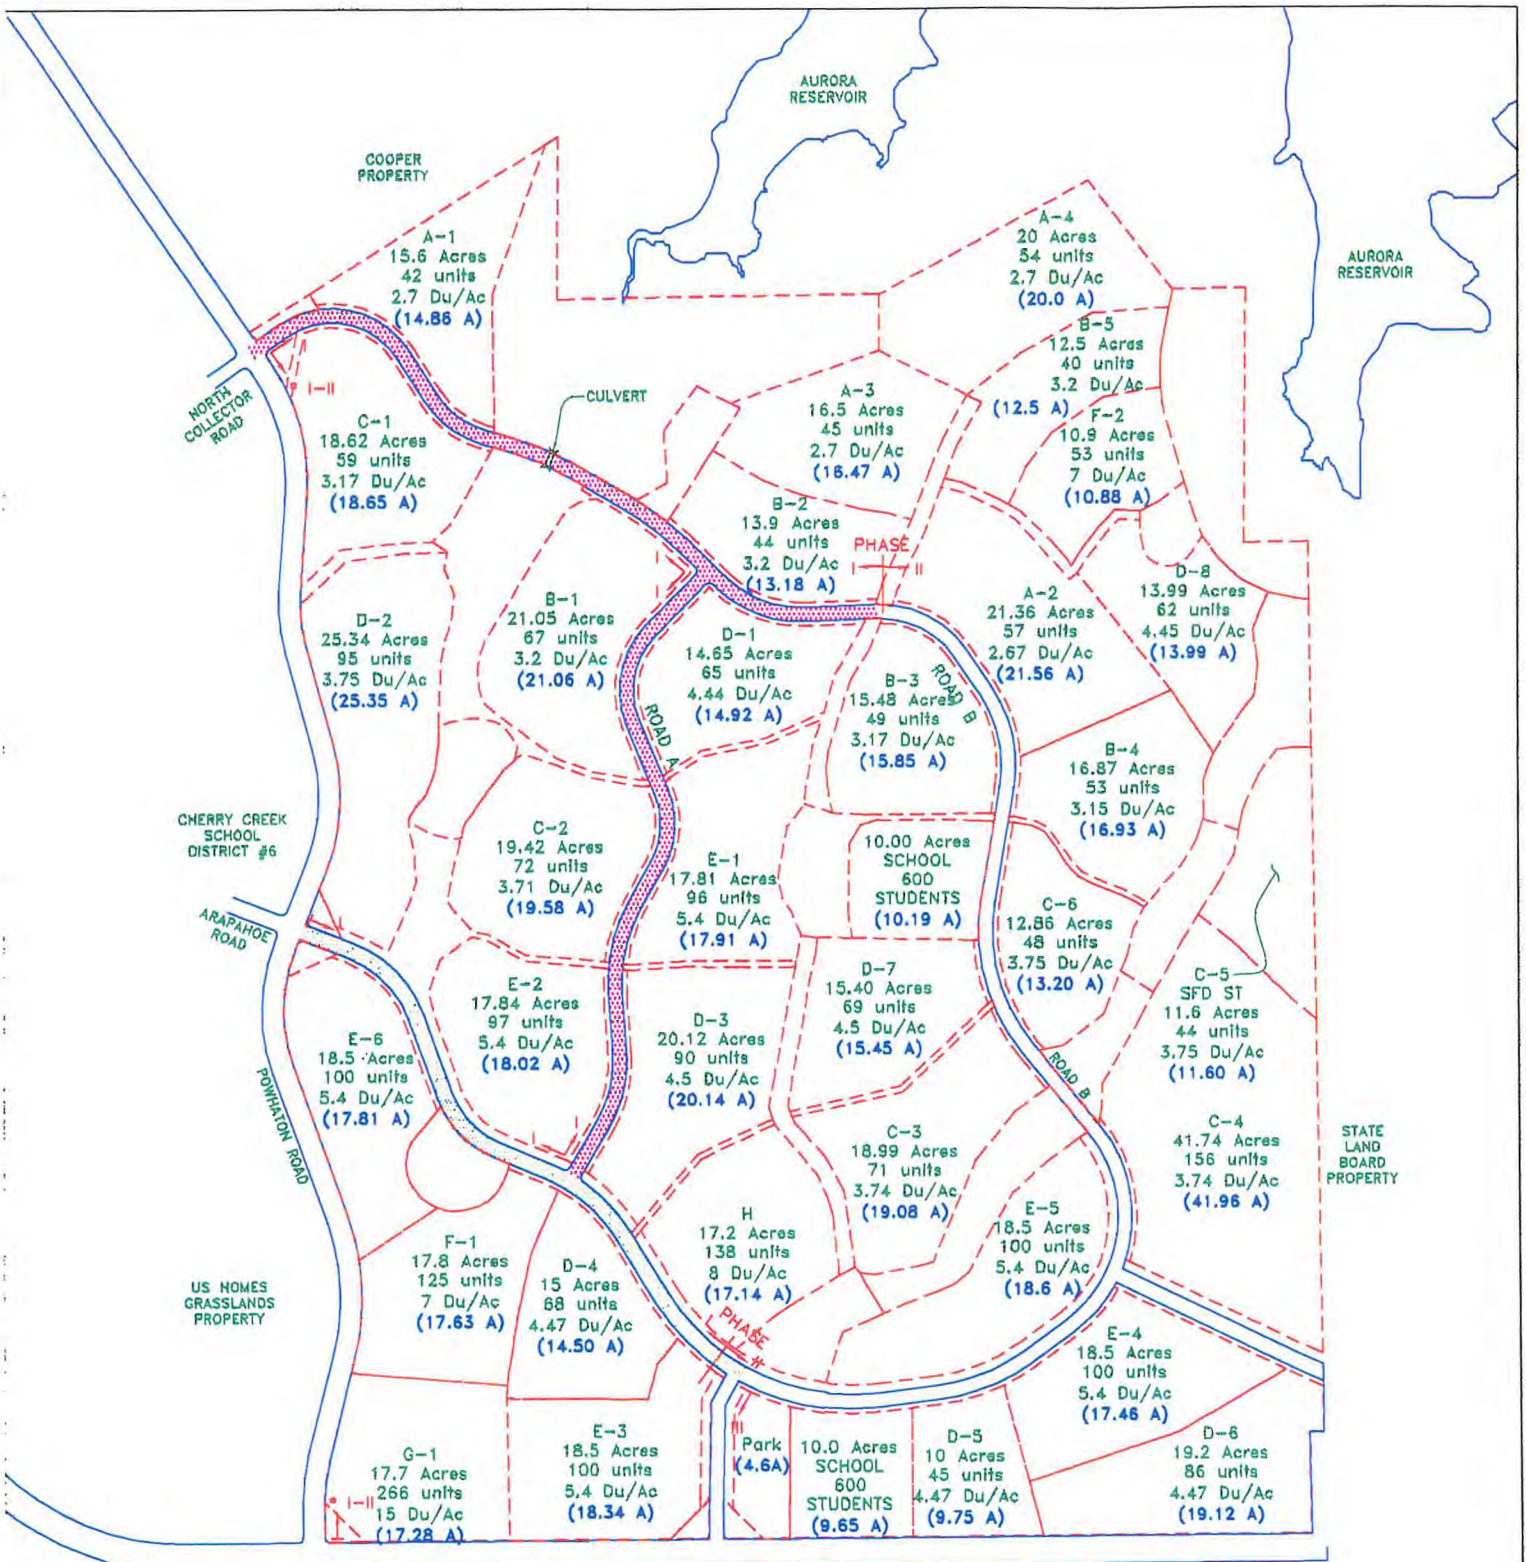 AURORA
RESERVOIR
COOPER
PROPERTY
A-4
20 Acres
54 units
2.7 Du/Ac
(20.0 A)
A-1
15.6 Acres
42 units
2.7 Du/Ac
(14.86 A)
AURORA
RESERVOIR
B-5
12.5 Acres
40 units
3.2 Du/Ac
(12.5 A)
NORTH
COLLECTOR
ROAD
I-II
CULVERT
A-3
16.5 Acres
45 units
2.7 Du/Ac
(16.47 A)
F-2
10.9 Acres
53 units
7 Du/Ac
(10.88 A)
C-1
18.62 Acres
59 units
3.17 Du/Ac
(18.65 A)
B-2
13.9 Acres
44 units
3.2 Du/Ac
(13.18 A)
PHASE
I II
D-8
13.99 Acres
62 units
4.45 Du/Ac
(13.99 A)
A-2
21.36 Acres
57 units
2.67 Du/Ac
(21.56 A)
D-2
25.34 Acres
95 units
3.75 Du/Ac
(25.35 A)
B-1
21.05 Acres
67 units
3.2 Du/Ac
(21.06 A)
D-1
14.65 Acres
65 units
4.44 Du/Ac
(14.92 A)
ROAD A
B-3
15.48 Acres
49 units
3.17 Du/Ac
(15.85 A)
ROAD B
B-4
16.87 Acres
53 units
3.15 Du/Ac
(16.93 A)
CHERRY CREEK
SCHOOL
DISTRICT #6
C-2
19.42 Acres
72 units
3.71 Du/Ac
(19.58 A)
E-1
17.81 Acres
96 units
5.4 Du/Ac
(17.91 A)
10.00 Acres
SCHOOL
600
STUDENTS
(10.19 A)
C-6
12.86 Acres
48 units
3.75 Du/Ac
(13.20 A)
ARAPAHOE
ROAD
C-5
SFD ST
11.6 Acres
44 units
3.75 Du/Ac
(11.60 A)
E-2
17.84 Acres
97 units
5.4 Du/Ac
(18.02 A)
D-7
15.40 Acres
69 units
4.5 Du/Ac
(15.45 A)
D-3
20.12 Acres
90 units
4.5 Du/Ac
(20.14 A)
E-6
18.5 Acres
100 units
5.4 Du/Ac
(17.81 A)
POWHATON ROAD
ROAD B
C-4
41.74 Acres
156 units
3.74 Du/Ac
(41.96 A)
STATE
LAND
BOARD
PROPERTY
C-3
18.99 Acres
71 units
3.74 Du/Ac
(19.08 A)
H
17.2 Acres
138 units
8 Du/Ac
(17.14 A)
E-5
18.5 Acres
100 units
5.4 Du/Ac
(18.6 A)
F-1
17.8 Acres
125 units
7 Du/Ac
(17.63 A)
D-4
15 Acres
68 units
4.47 Du/Ac
(14.50 A)
US HOMES
GRASSLANDS
PROPERTY
PHASE
II
E-4
18.5 Acres
100 units
5.4 Du/Ac
(17.46 A)
G-1
17.7 Acres
266 units
15 Du/Ac
(17.28 A)
I-II
E-3
18.5 Acres
100 units
5.4 Du/Ac
(18.34 A)
Park
(4.6A)
10.0 Acres
SCHOOL
600
STUDENTS
(9.65 A)
D-5
10 Acres
45 units
4.47 Du/Ac
(9.75 A)
D-6
19.2 Acres
86 units
4.47 Du/Ac
(19.12 A)